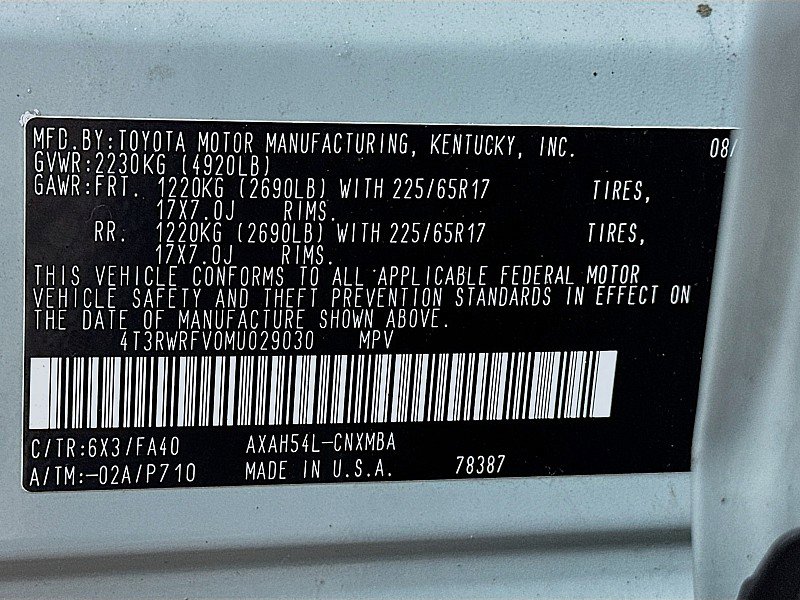 MFD.BY:TOYOTA MOTOR MANUFACTURING, KENTUCKY, INC. 08/
GVWR:2230KG (4920LB)
GAWR:FRT. 1220KG (2690LB) WITH 225/65R17 TIRES,
17X7.0J RIMS.
RR. 1220KG (2690LB) WITH 225/65R17 TIRES,
17X7.0J RIMS.
THIS VEHICLE CONFORMS TO ALL APPLICABLE FEDERAL MOTOR
VEHICLE SAFETY AND THEFT PREVENTION STANDARDS IN EFFECT ON
THE DATE OF MANUFACTURE SHOWN ABOVE.
4T3RWRFV0MU029030 MPV
C/TR:6X3/FA40 AXAH54L-CNXMBA
A/TM:-02A/P710 MADE IN U.S.A. 78387